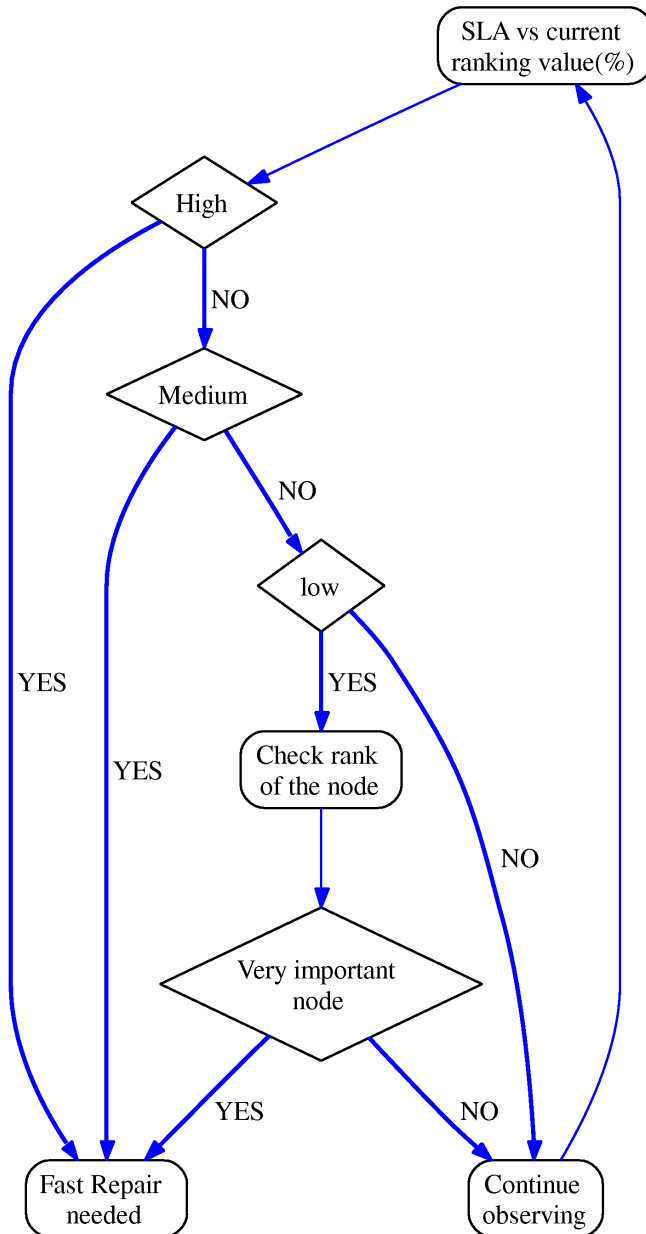 SLA vs current
ranking value(%)
High
NO
Medium
NO
low
YES
YES
Check rank
of the node
YES
NO
Very important
node
YES
NO
Fast Repair
needed
Continue
observing